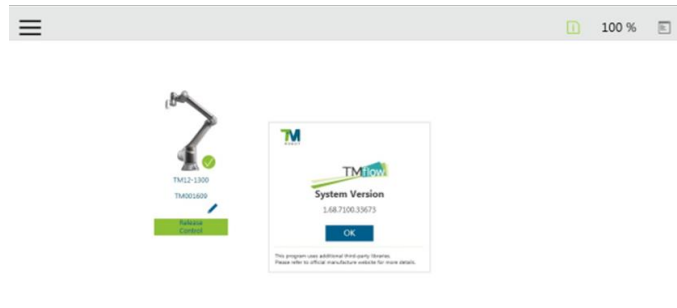 100 %
TM
ROBOT
TMflow
TM12-1300
TM001609
System Version
1.68.7100.33673
Release
Control
OK
This program uses additional third-party libraries.
Please refer to official manufacture website for more details.